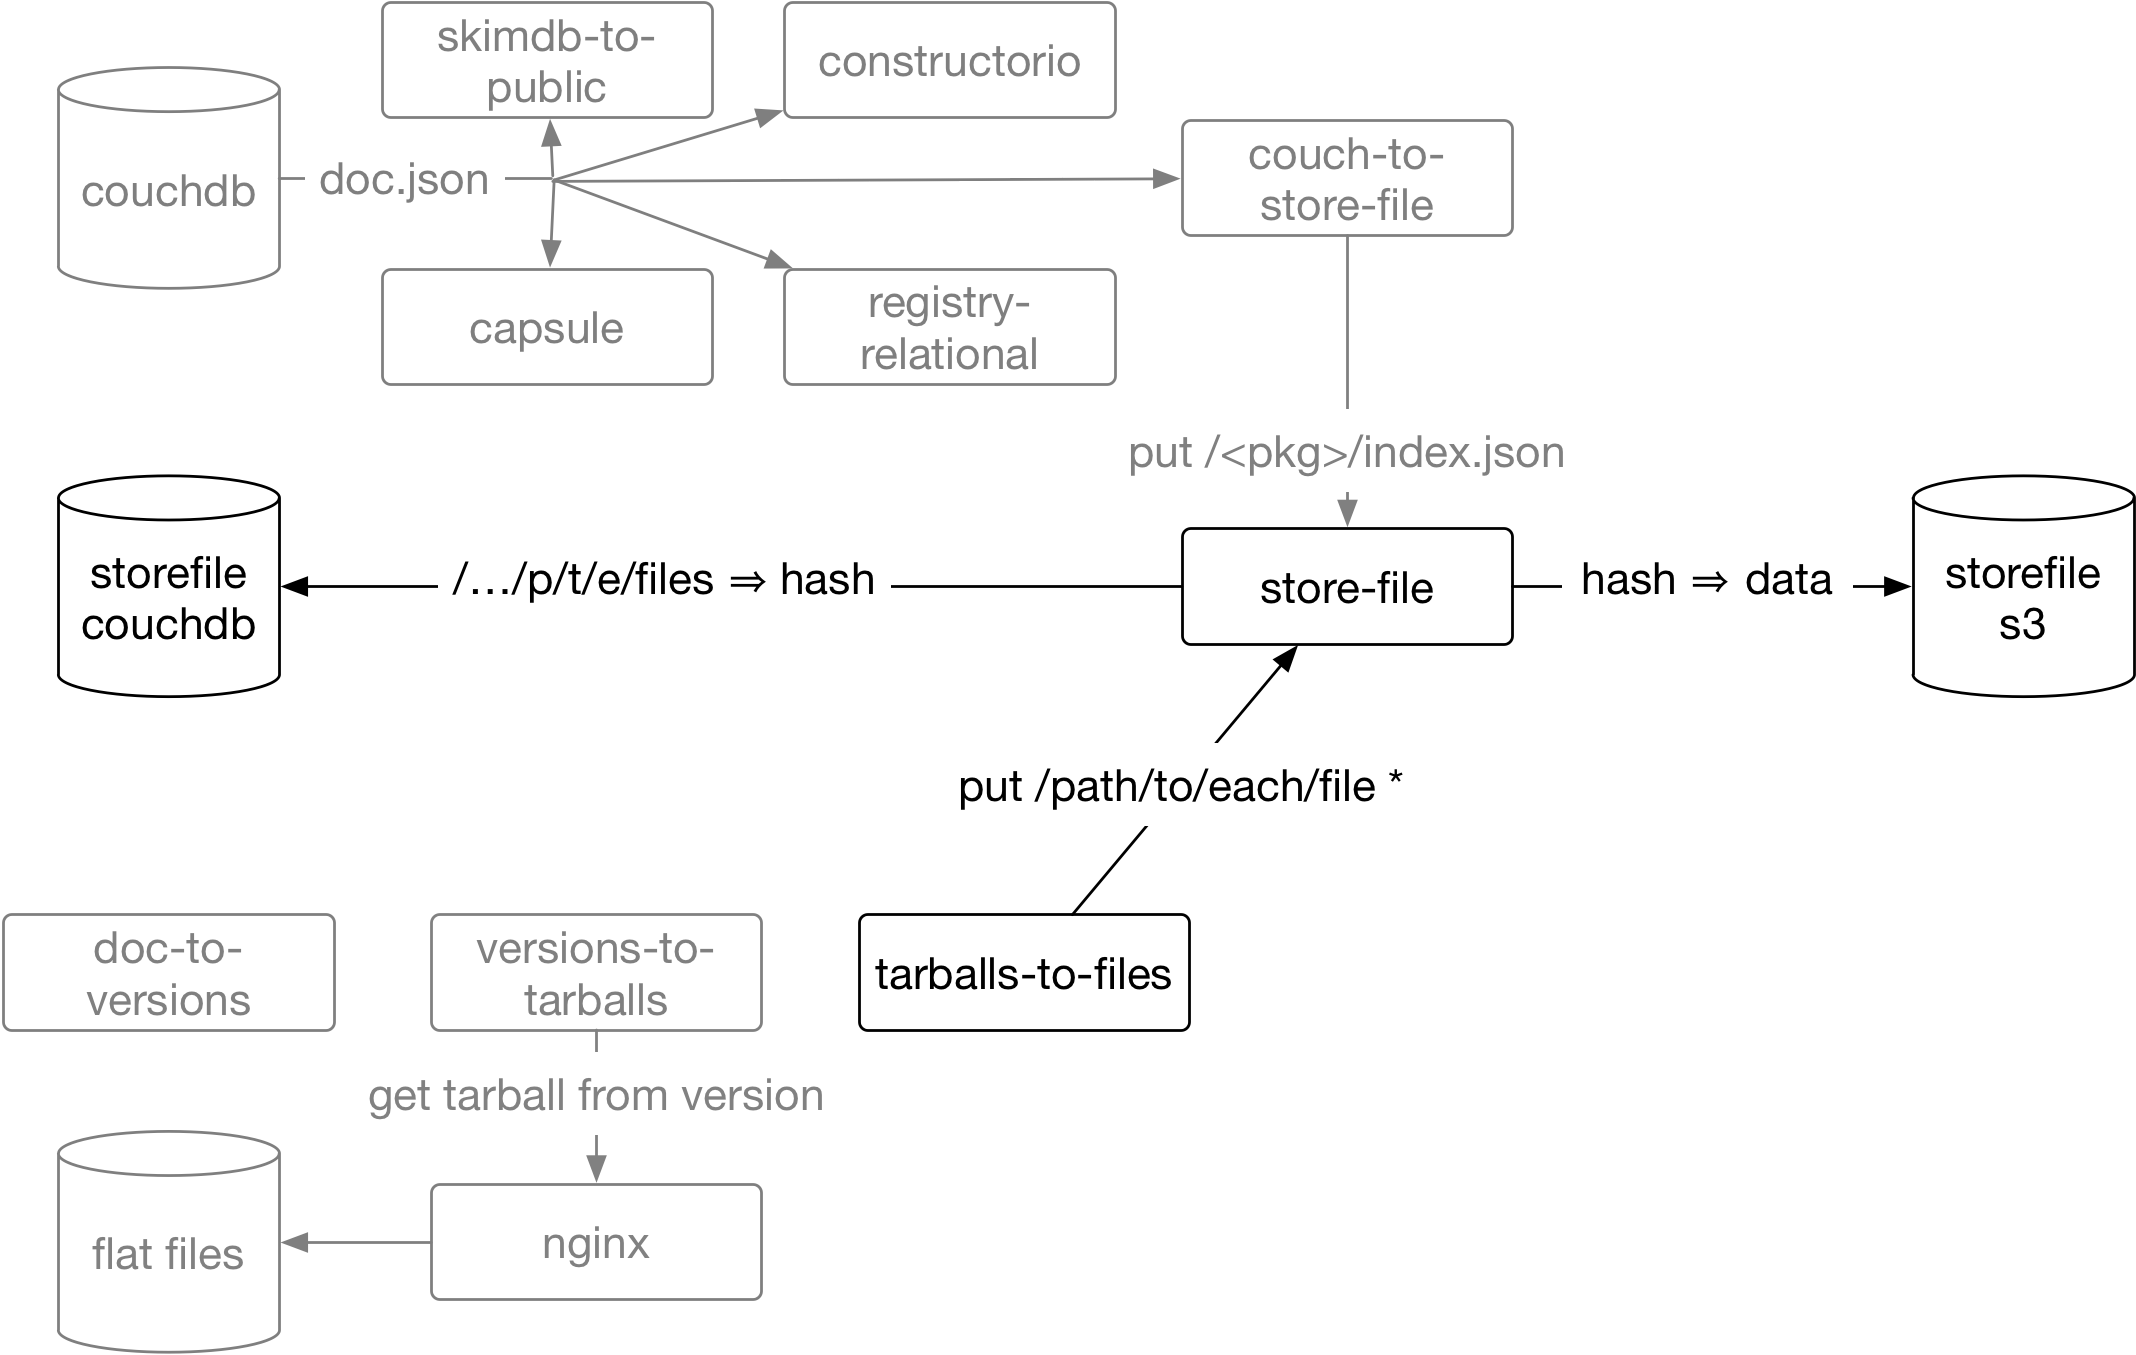 skimdb-to-
public
constructorio
couchdb
doc.json
couch-to-
store-file
capsule
registry-
relational
put /<pkg>/index.json
storefile
couchdb
/…/p/t/e/files ⇒ hash
store-file
hash ⇒ data
storefile
s3
put /path/to/each/file *
doc-to-
versions
versions-to-
tarballs
tarballs-to-files
get tarball from version
flat files
nginx